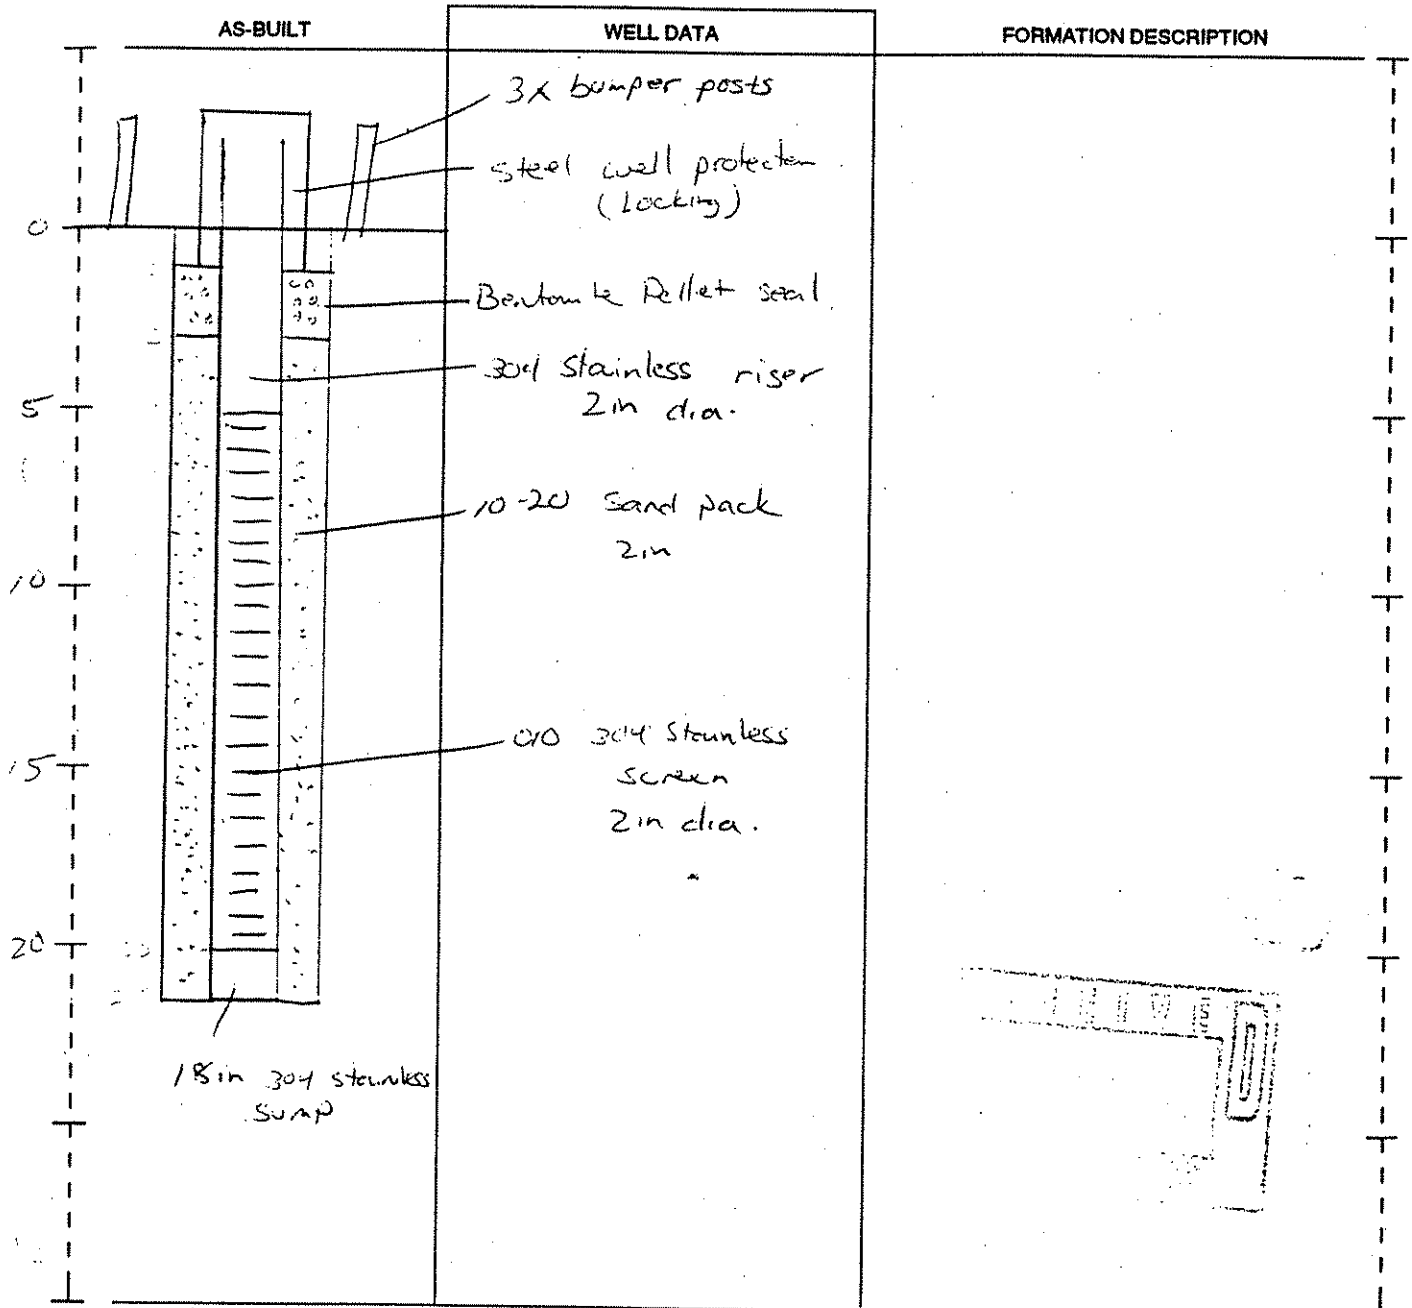 AS-BUILT
WELL DATA
FORMATION DESCRIPTION
3x bumper posts
steel well protector
(Locking)
0
Bentonite Pellet seal
304 stainless riser
2in dia.
5
10-20 sand pack
2in
10
010 304 Stainless
screen
2in dia.
15
20
18in 304 stainless
sump